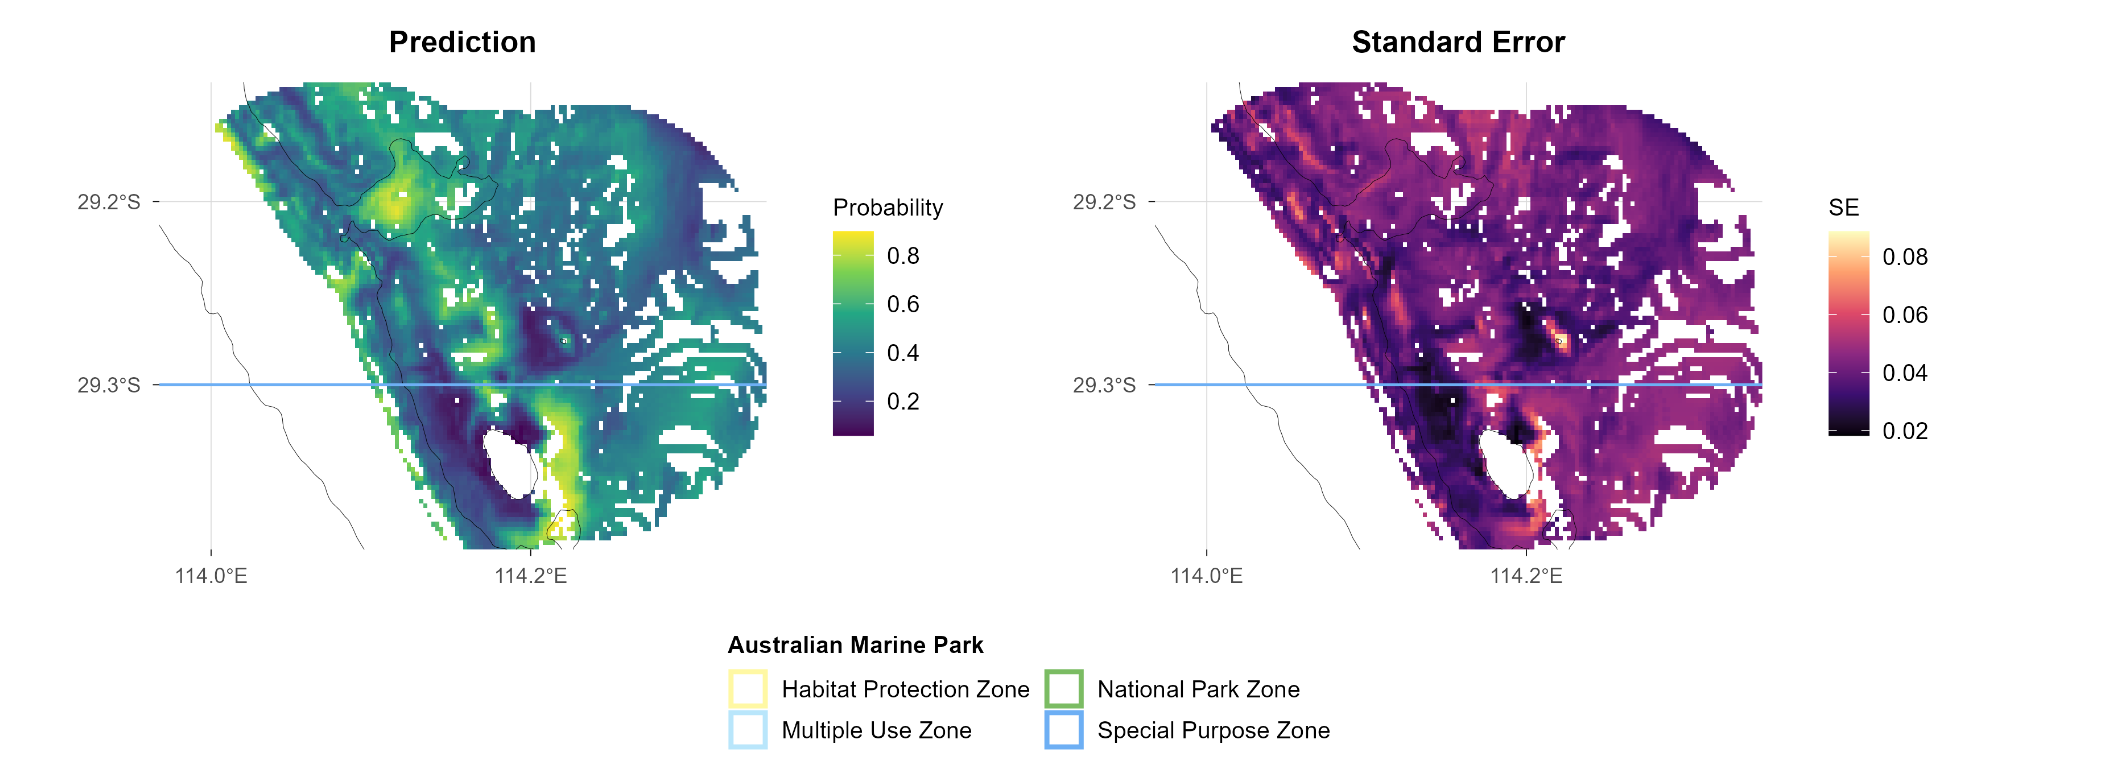 Prediction
Standard Error
29.2°S
29.3°S
114.0°E
114.2°E
Probability
0.8
0.6
0.4
0.2
29.2°S
29.3°S
114.0°E
114.2°E
SE
0.08
0.06
0.04
0.02
Australian Marine Park
Habitat Protection Zone
National Park Zone
Multiple Use Zone
Special Purpose Zone